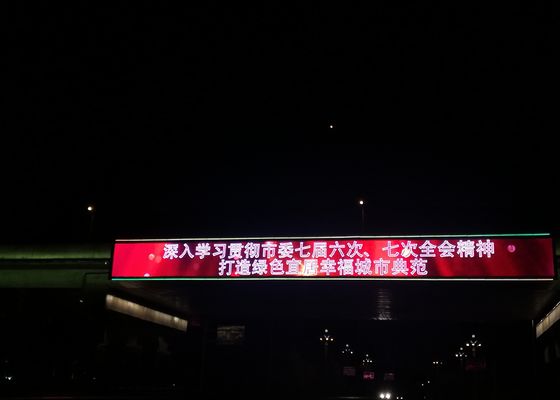 深入学习贯彻市委七届六次、七次全会精神
打造绿色宜居幸福城市典范